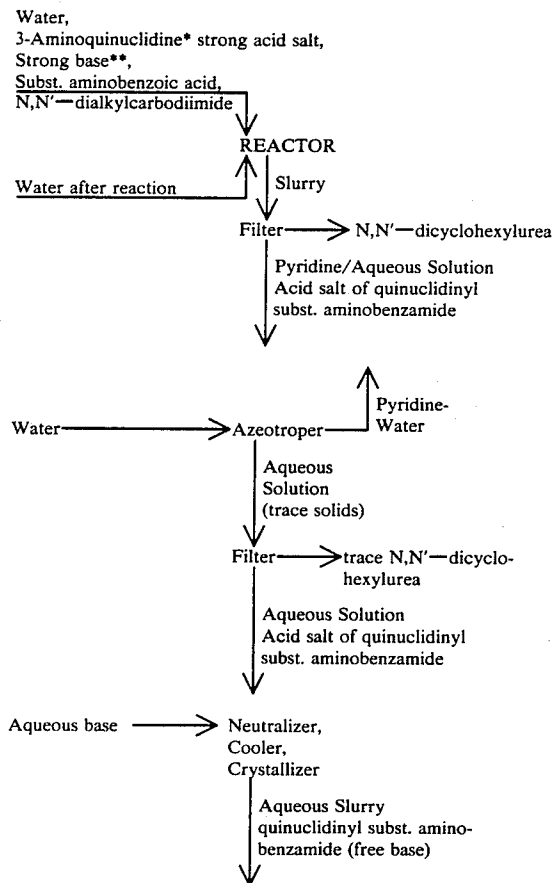 Water,
3-Aminoquinuclidine* strong acid salt,
Strong base**,
Subst. aminobenzoic acid,
N,N'—dialkylcarbodiimide
REACTOR
Water after reaction
Slurry
Filter
N,N'—dicyclohexylurea
Pyridine/Aqueous Solution
Acid salt of quinuclidinyl
subst. aminobenzamide
Pyridine-
Water
Water
Azeotroper
Aqueous
Solution
(trace solids)
Filter
trace N,N'—dicyclo-
hexylurea
Aqueous Solution
Acid salt of quinuclidinyl
subst. aminobenzamide
Aqueous base
Neutralizer,
Cooler,
Crystallizer
Aqueous Slurry
quinuclidinyl subst. amino-
benzamide (free base)